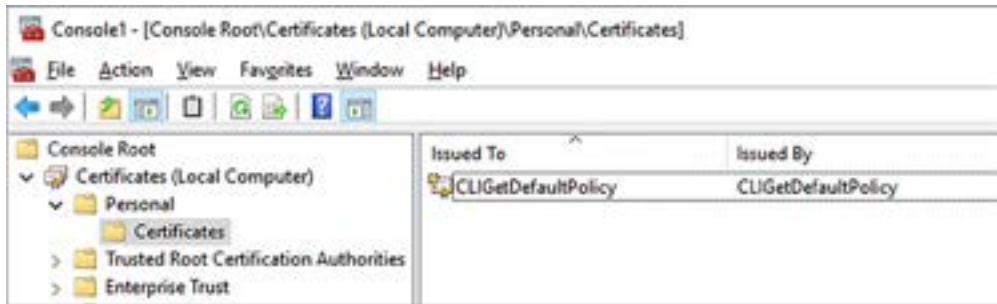 Console1 - [Console Root\Certificates (Local Computer)\Personal\Certificates]
File Action View Favorites Window Help
Console Root
Certificates (Local Computer)
Personal
Certificates
Trusted Root Certification Authorities
Enterprise Trust
Issued To Issued By
CLIGetDefaultPolicy CLIGetDefaultPolicy